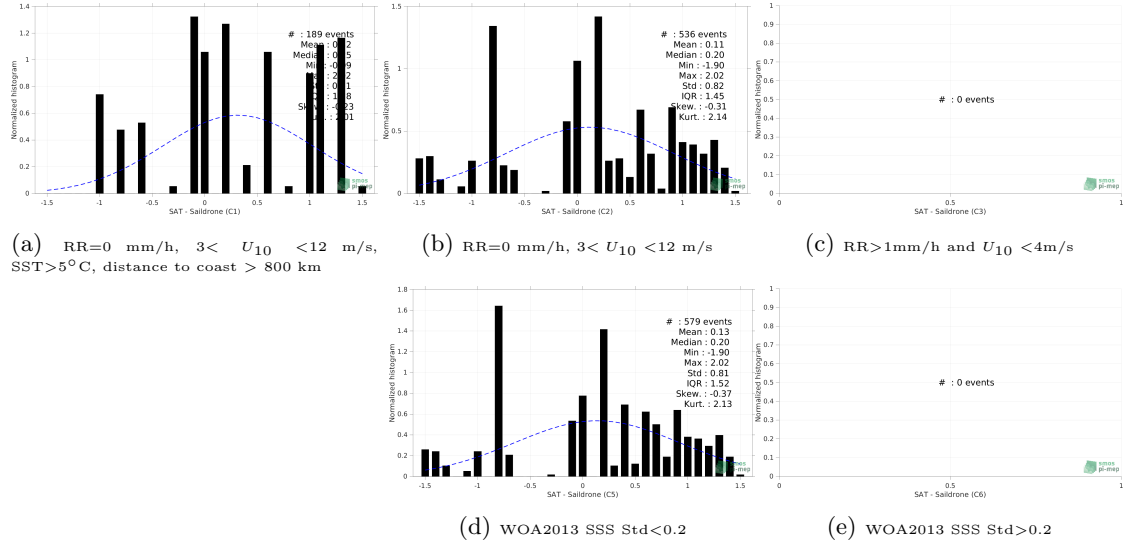 1.4
1.2
1
0.8
0.6
0.4
0.2
0
Normalized histogram
# : 189 events
Mean :
Median :
Min :
Std :
IQR :
Skew. :
Kurt. :
-1.5 -1 -0.5 0 0.5 1 1.5
SAT - Saildrone (C1)
smos
pi-mep
(a) RR=0 mm/h, 3< U10 <12 m/s,
SST>5°C, distance to coast > 800 km
1.5
1
0.5
0
Normalized histogram
# : 536 events
Mean : 0.11
Median : 0.20
Min : -1.90
Max : 2.02
Std : 0.82
IQR : 1.45
Skew. : -0.31
Kurt. : 2.14
-1.5 -1 -0.5 0 0.5 1 1.5
SAT - Saildrone (C2)
smos
pi-mep
(b) RR=0 mm/h, 3< U10 <12 m/s
1
0.9
0.8
0.7
0.6
0.5
0.4
0.3
0.2
0.1
0
Normalized histogram
# : 0 events
0 0.5 1
SAT - Saildrone (C3)
smos
pi-mep
(c) RR>1mm/h and U10 <4m/s
1.8
1.6
1.4
1.2
1
0.8
0.6
0.4
0.2
0
Normalized histogram
# : 579 events
Mean : 0.13
Median : 0.20
Min : -1.90
Max : 2.02
Std : 0.81
IQR : 1.52
Skew. : -0.37
Kurt. : 2.13
-1.5 -1 -0.5 0 0.5 1 1.5
SAT - Saildrone (C5)
smos
pi-mep
(d) WOA2013 SSS Std<0.2
1
0.9
0.8
0.7
0.6
0.5
0.4
0.3
0.2
0.1
0
Normalized histogram
# : 0 events
0 0.5 1
SAT - Saildrone (C6)
smos
pi-mep
(e) WOA2013 SSS Std>0.2